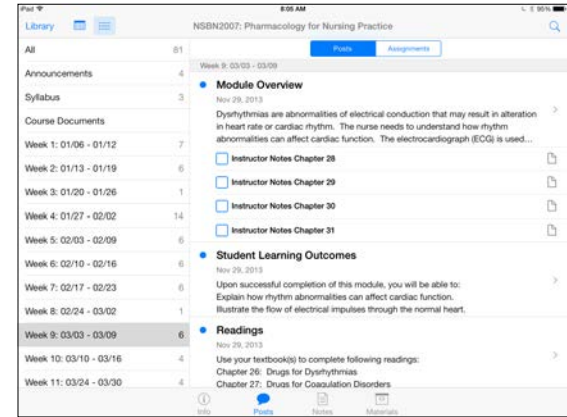 iPad
8:05 AM
95%
Library
NSBN2007: Pharmacology for Nursing Practice
All 81
Announcements 4
Syllabus 3
Course Documents
Week 1: 01/06 - 01/12 7
Week 2: 01/13 - 01/19 6
Week 3: 01/20 - 01/26 1
Week 4: 01/27 - 02/02 14
Week 5: 02/03 - 02/09 6
Week 6: 02/10 - 02/16 6
Week 7: 02/17 - 02/23 6
Week 8: 02/24 - 03/02 1
Week 9: 03/03 - 03/09 6
Week 10: 03/10 - 03/16 4
Week 11: 03/24 - 03/30 4
Posts Assignments
Week 9: 03/03 - 03/09
Module Overview
Nov 29, 2013
Dysrhythmias are abnormalities of electrical conduction that may result in alteration
in heart rate or cardiac rhythm. The nurse needs to understand how rhythm
abnormalities can affect cardiac function. The electrocardiogram (ECG) is used...
Instructor Notes Chapter 28
Instructor Notes Chapter 29
Instructor Notes Chapter 30
Instructor Notes Chapter 31
Student Learning Outcomes
Nov 29, 2013
Upon successful completion of this module, you will be able to:
Explain how rhythm abnormalities can affect cardiac function.
Illustrate the flow of electrical impulses through the normal heart.
Readings
Nov 29, 2013
Use your textbook(s) to complete following readings:
Chapter 26: Drugs for Dysrhythmias
Chapter 27: Drugs for Coagulation Disorders
Info Posts Notes Materials